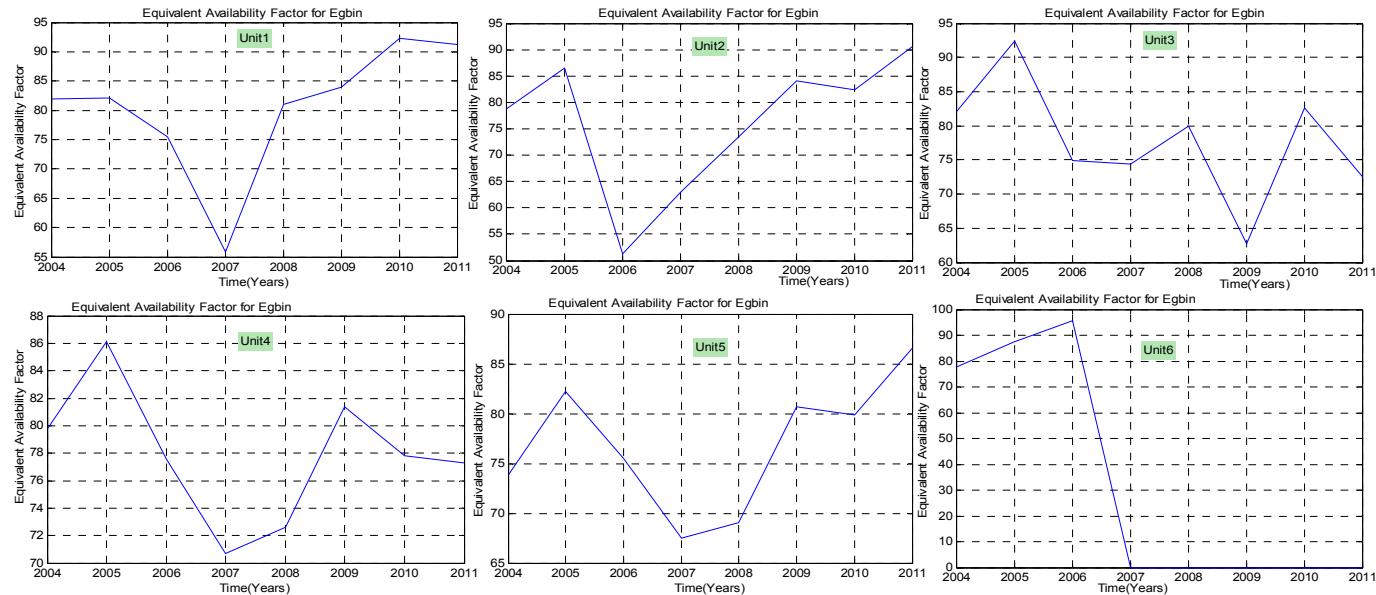 Equivalent Availability Factor for Egbin
Unit1
Equivalent Availability Factor
95
90
85
80
75
70
65
60
55
2004 2005 2006 2007 2008 2009 2010 2011
Time(Years)
Equivalent Availability Factor for Egbin
Unit2
Equivalent Availability Factor
95
90
85
80
75
70
65
60
55
50
2004 2005 2006 2007 2008 2009 2010 2011
Time(Years)
Equivalent Availability Factor for Egbin
Unit3
Equivalent Availability Factor
95
90
85
80
75
70
65
60
2004 2005 2006 2007 2008 2009 2010 2011
Time(Years)
Equivalent Availability Factor for Egbin
Unit4
Equivalent Availability Factor
88
86
84
82
80
78
76
74
72
70
2004 2005 2006 2007 2008 2009 2010 2011
Time(Years)
Equivalent Availability Factor for Egbin
Unit5
Equivalent Availability Factor
90
85
80
75
70
65
2004 2005 2006 2007 2008 2009 2010 2011
Time(Years)
Equivalent Availability Factor for Egbin
Unit6
Equivalent Availability Factor
100
90
80
70
60
50
40
30
20
10
0
2004 2005 2006 2007 2008 2009 2010 2011
Time(Years)